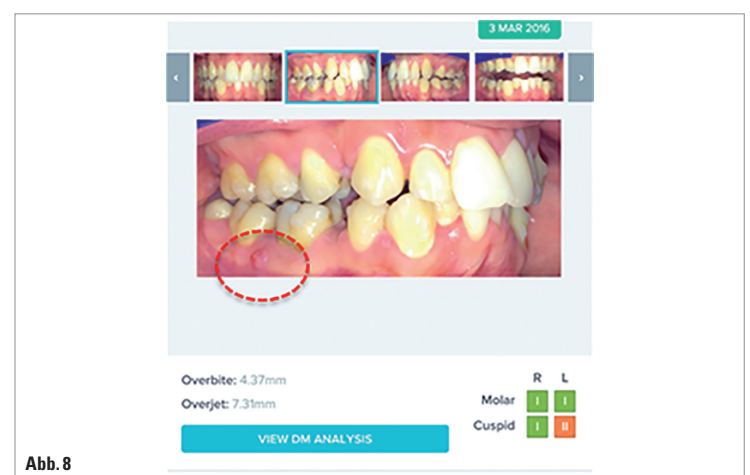 3 MAR 2016
‹ ›
Overbite: 4.37mm
Overjet: 7.31mm
VIEW DM ANALYSIS
R L
Molar I I
Cuspid I II
Abb. 8